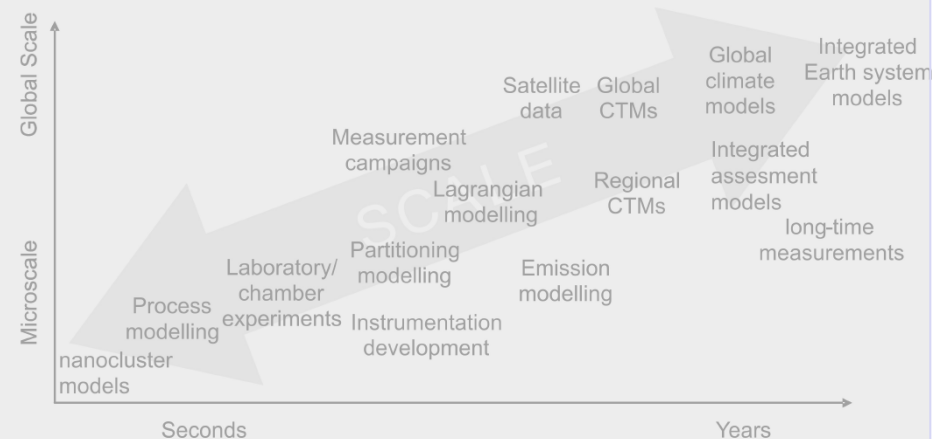 Global Scale
Microscale
Integrated
Earth system
models
Global
climate
models
Satellite
data
Global
CTMs
Measurement
campaigns
SCALE
Integrated
assesment
models
Lagrangian
modelling
Regional
CTMs
long-time
measurements
Partitioning
modelling
Laboratory/
chamber
experiments
Emission
modelling
Process
modelling
Instrumentation
development
nanocluster
models
Seconds
Years